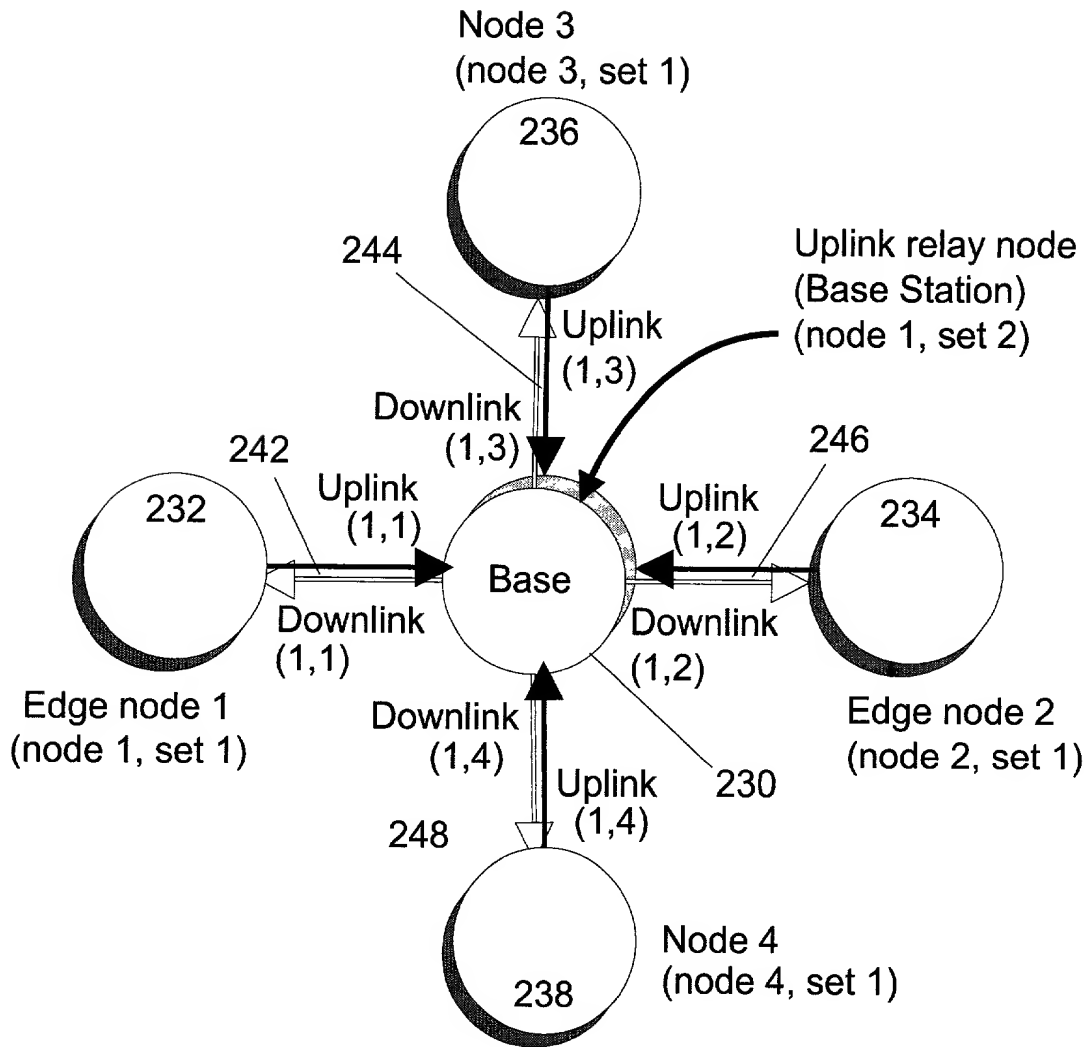 Node 3
(node 3, set 1)
236
244
Uplink relay node
(Base Station)
(node 1, set 2)
Uplink
(1,3)
Downlink
(1,3)
242
246
232
Uplink
(1,1)
Uplink
(1,2)
234
Base
Downlink
(1,1)
Downlink
(1,2)
Edge node 1
(node 1, set 1)
Downlink
(1,4)
Edge node 2
(node 2, set 1)
230
Uplink
(1,4)
248
Node 4
(node 4, set 1)
238